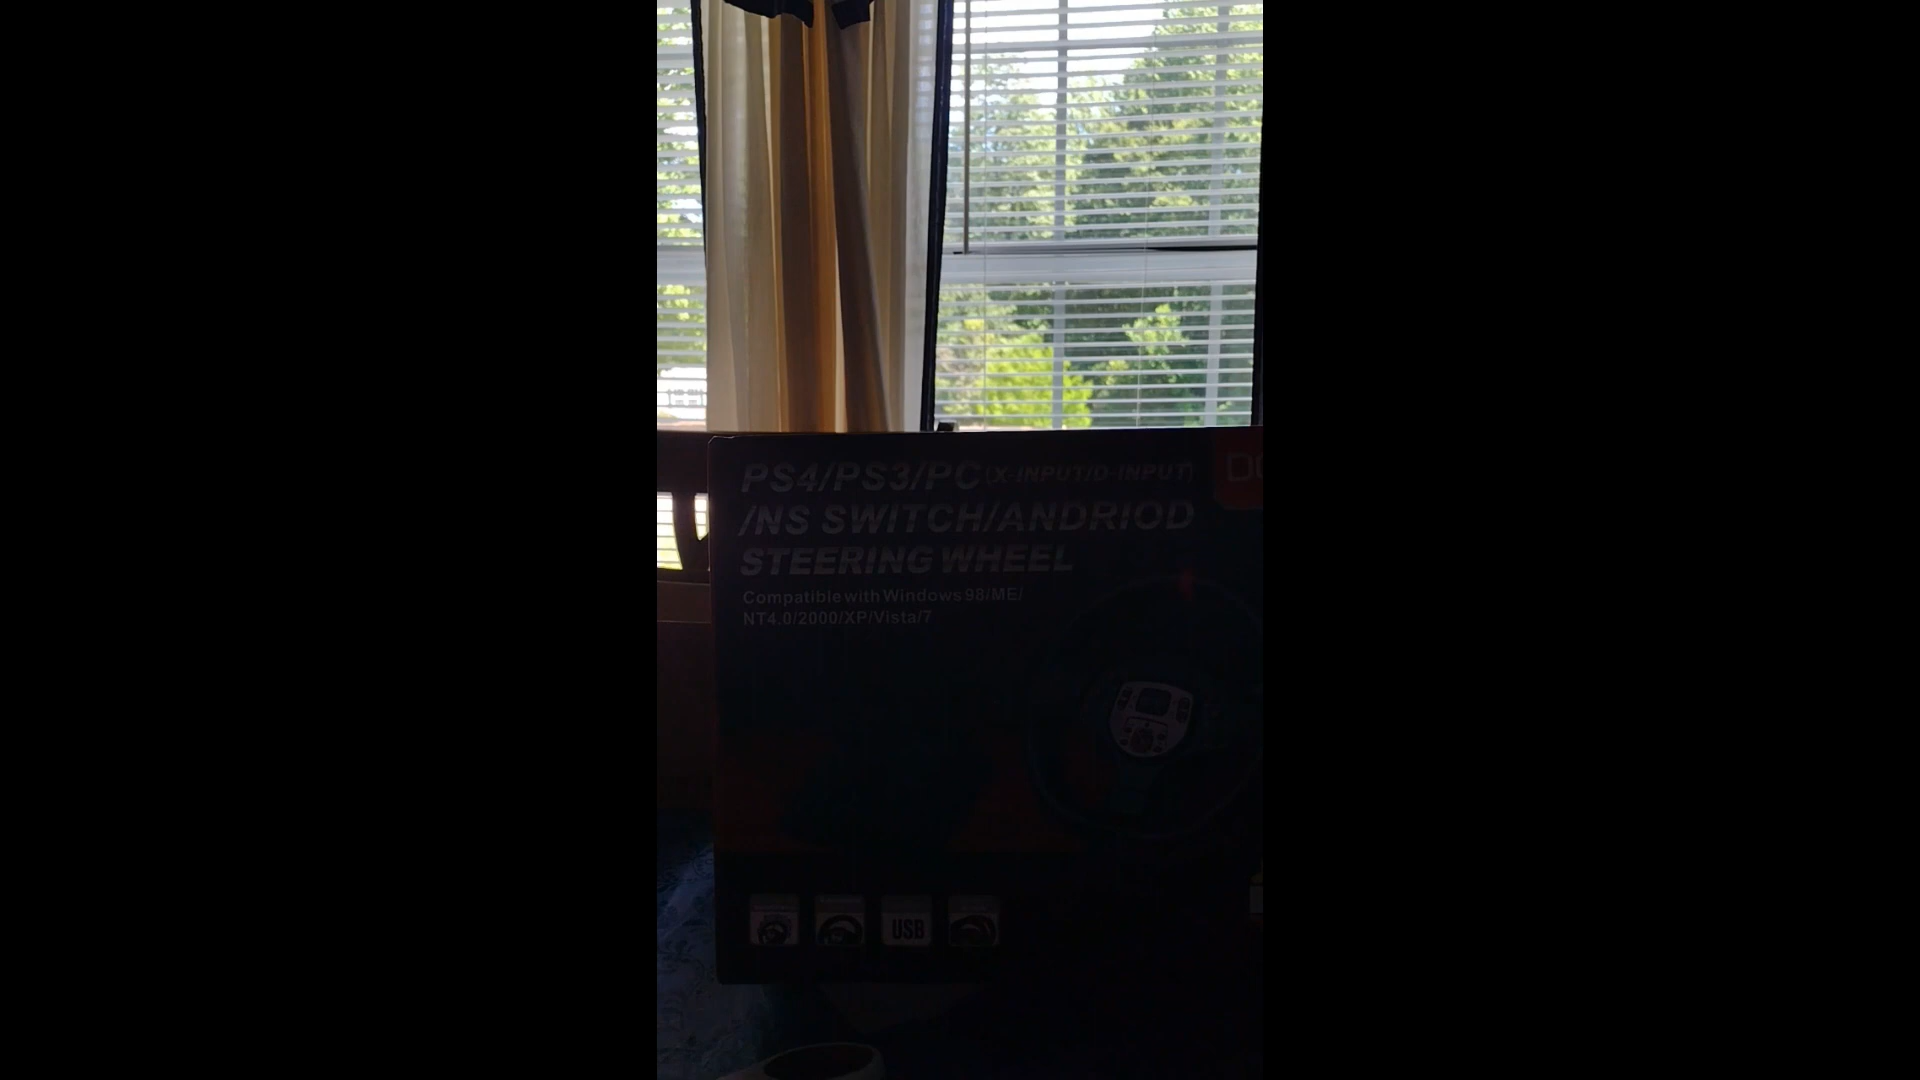 PS4/PS3/PC(X-INPUT/D-INPUT)
/NS SWITCH/ANDRIOD
STEERING WHEEL
Compatible with Windows 98/ME/
NT4.0/2000/XP/Vista/7
USB